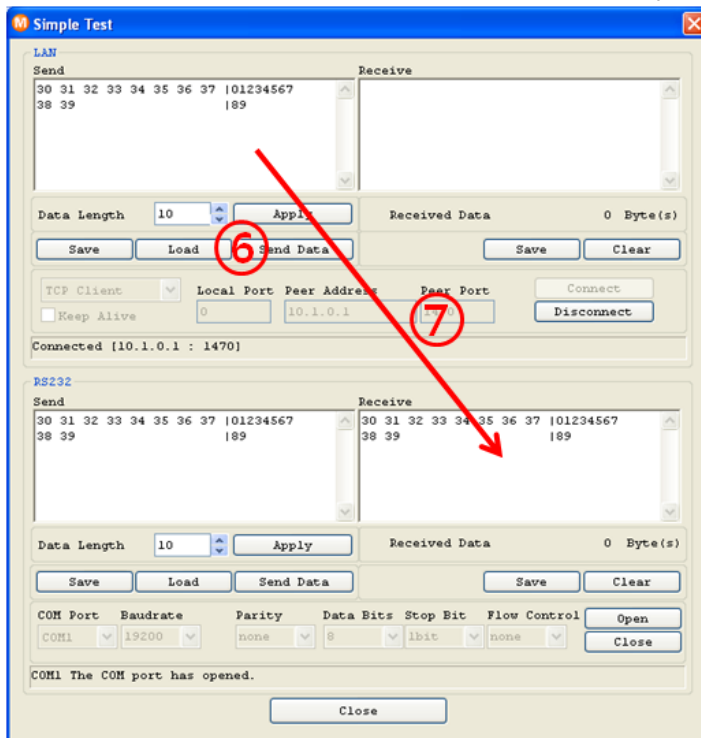 Simple Test
LAN
Send Receive
30 31 32 33 34 35 36 37 |01234567
38 39 |89
Data Length 10 Apply Received Data 0 Byte(s)
Save Load Send Data Save Clear
⑥
TCP Client Local Port Peer Address Peer Port Connect
Keep Alive 0 10.1.0.1 Disconnect
⑦
Connected [10.1.0.1 : 1470]
RS232
Send Receive
30 31 32 33 34 35 36 37 |01234567 30 31 32 33 34 35 36 37 |01234567
38 39 |89 38 39 |89
Data Length 10 Apply Received Data 0 Byte(s)
Save Load Send Data Save Clear
COM Port Baudrate Parity Data Bits Stop Bit Flow Control Open
COM1 19200 none 8 1bit none Close
COM1 The COM port has opened.
Close